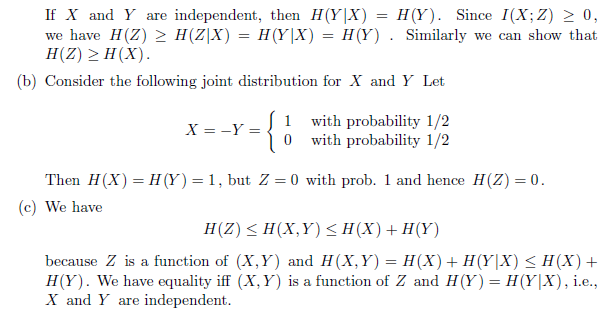 If X and Y are independent, then H(Y|X) = H(Y). Since I(X; Z) ≥ 0,
we have H(Z) ≥ H(Z|X) = H(Y|X) = H(Y) . Similarly we can show that
H(Z) ≥ H(X).
(b) Consider the following joint distribution for X and Y Let
X = −Y = { 1 with probability 1/2
0 with probability 1/2
Then H(X) = H(Y) = 1, but Z = 0 with prob. 1 and hence H(Z) = 0.
(c) We have
H(Z) ≤ H(X,Y) ≤ H(X) + H(Y)
because Z is a function of (X,Y) and H(X,Y) = H(X) + H(Y|X) ≤ H(X) +
H(Y). We have equality iff (X,Y) is a function of Z and H(Y) = H(Y|X), i.e.,
X and Y are independent.